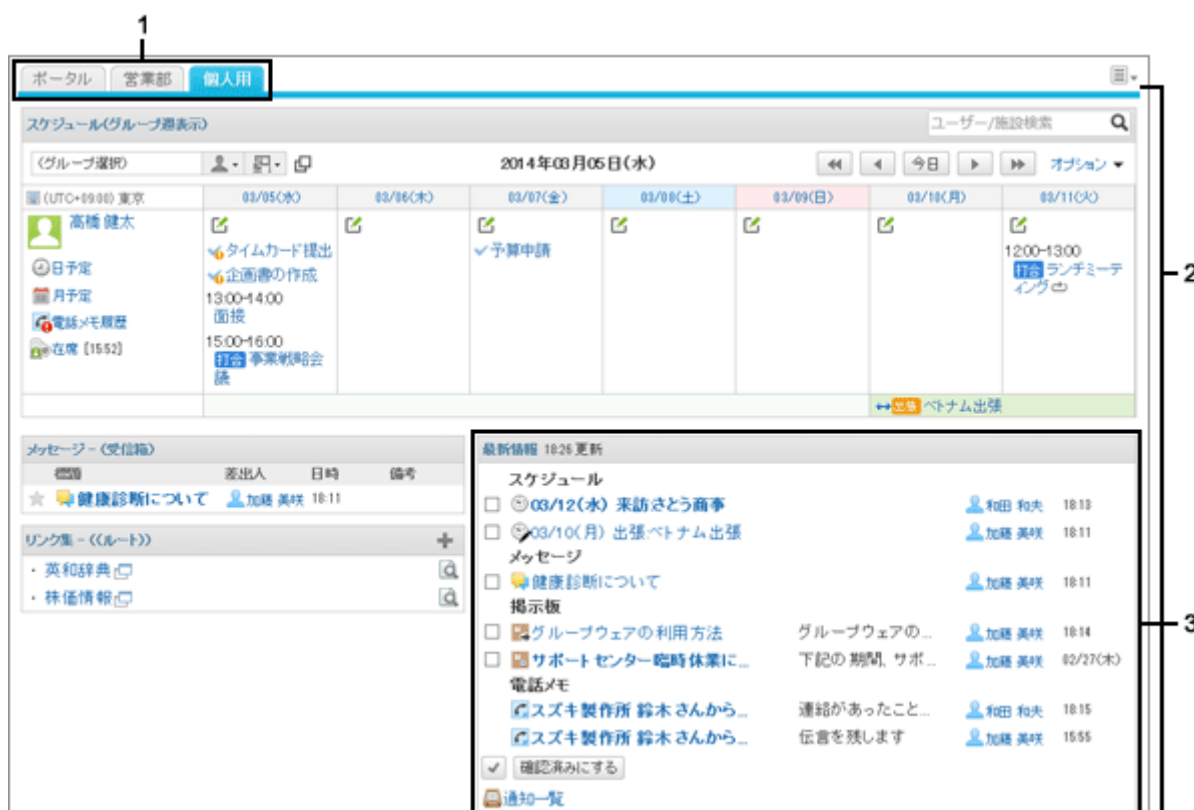 1
ポータル 営業部 個人用
2
スケジュール(グループ週表示) ユーザー/施設検索
(グループ選択) 2014年03月05日(水) 今日 オプション
(UTC+09:00) 東京 03/05(水) 03/06(木) 03/07(金) 03/08(土) 03/09(日) 03/10(月) 03/11(火)
高橋 健太
日予定
月予定
電話メモ履歴
在席 [15:52]
タイムカード提出
企画書の作成
13:00-14:00
面接
15:00-16:00
打合 事業戦略会
議
予算申請
12:00-13:00
打合 ランチミーテ
ィング
出張 ベトナム出張
メッセージ - (受信箱)
標題 差出人 日時 備考
健康診断について 加藤 美咲 18:11
リンク集 - ((ルート))
・英和辞典
・株価情報
3
最新情報 18:26 更新
スケジュール
03/12(水) 来訪:さとう商事 和田 和夫 18:13
03/10(月) 出張:ベトナム出張 加藤 美咲 18:11
メッセージ
健康診断について 加藤 美咲 18:11
掲示板
グループウェアの利用方法 グループウェアの... 加藤 美咲 18:14
サポートセンター臨時休業に... 下記の期間、サポ... 加藤 美咲 02/27(木)
電話メモ
スズキ製作所 鈴木さんから... 連絡があったこと... 和田 和夫 18:15
スズキ製作所 鈴木さんから... 伝言を残します 加藤 美咲 15:55
確認済みにする
通知一覧